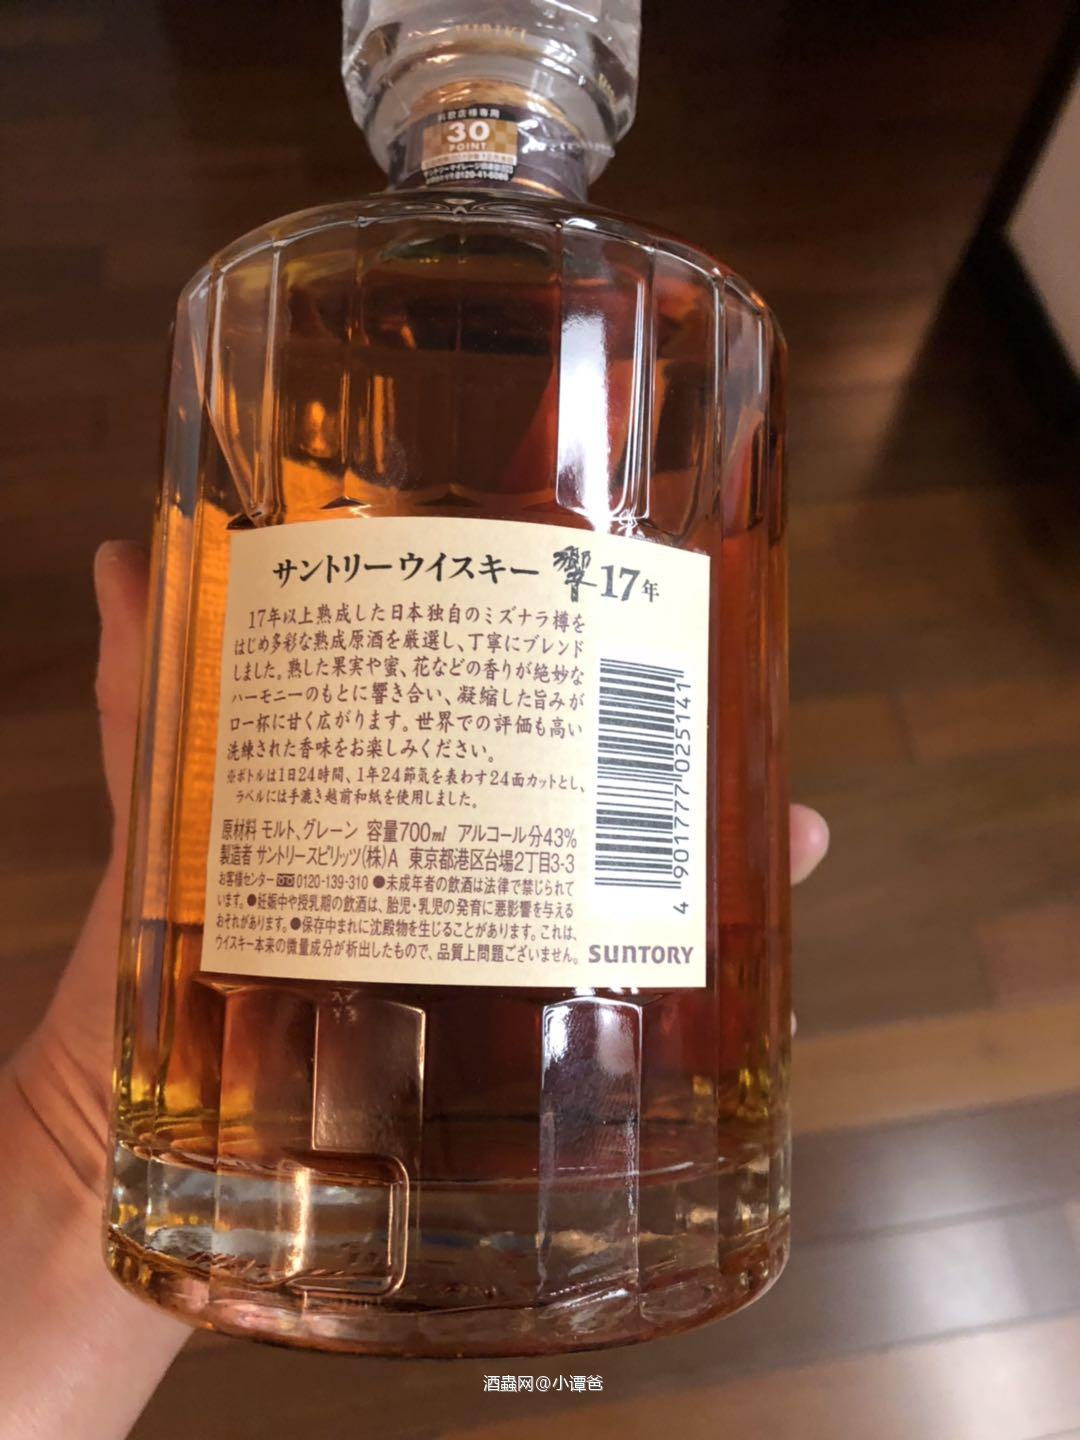 HIBIKI
料飲店様専用
30
POINT
サントリーウイスキー 響 17年
17年以上熟成した日本独自のミズナラ樽を
はじめ多彩な熟成原酒を厳選し、丁寧にブレンド
しました。熟した果実や蜜、花などの香りが絶妙な
ハーモニーのもとに響き合い、凝縮した旨みが
口一杯に甘く広がります。世界での評価も高い
洗練された香味をお楽しみください。
※ボトルは1日24時間、1年24節気を表わす24面カットとし、
ラベルには手漉き越前和紙を使用しました。
原材料 モルト、グレーン 容量700ml アルコール分43%
製造者 サントリースピリッツ(株)A 東京都港区台場2丁目3-3
お客様センター 0120-139-310 ●未成年者の飲酒は法律で禁じられて
います。●妊娠中や授乳期の飲酒は、胎児・乳児の発育に悪影響を与える
おそれがあります。●保存中まれに沈殿物を生じることがあります。これは、
ウイスキー本来の微量成分が析出したもので、品質上問題ございません。
SUNTORY
4 901777 025141
酒蟲网@小谭爸